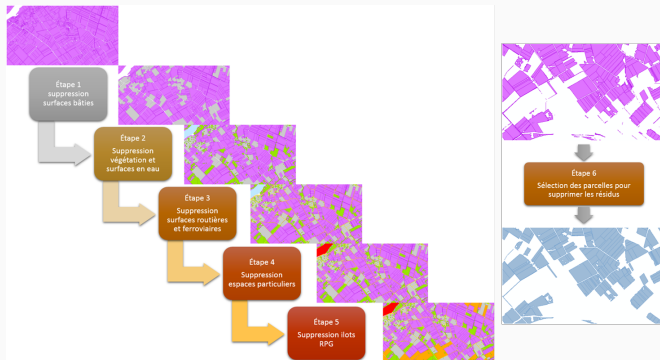 Étape 1
suppression
surfaces bâties
Étape 2
Suppression
végétation et
surfaces en eau
Étape 3
Suppression
surfaces routières
et ferroviaires
Étape 4
Suppression
espaces particuliers
Étape 5
Suppression ilots
RPG
Étape 6
Sélection des parcelles pour
supprimer les résidus